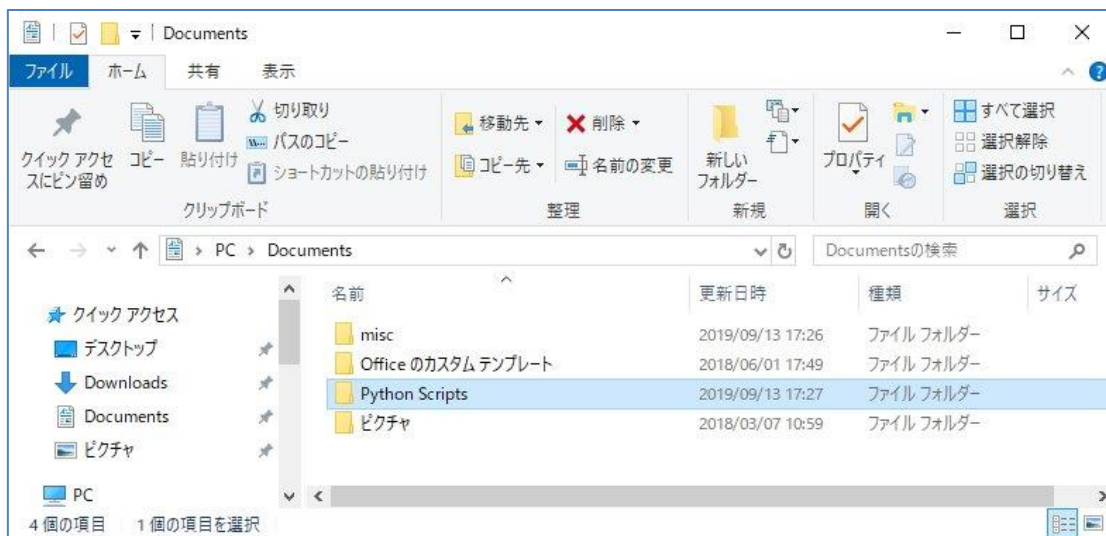 Documents
ファイル ホーム 共有 表示
クイック アクセスにピン留め
コピー
貼り付け
切り取り
パスのコピー
ショートカットの貼り付け
クリップボード
移動先
コピー先
削除
名前の変更
整理
新しいフォルダー
新規
プロパティ
開く
すべて選択
選択解除
選択の切り替え
選択
PC Documents
Documentsの検索
クイック アクセス
デスクトップ
Downloads
Documents
ピクチャ
PC
名前 更新日時 種類 サイズ
misc 2019/09/13 17:26 ファイル フォルダー
Office のカスタム テンプレート 2018/06/01 17:49 ファイル フォルダー
Python Scripts 2019/09/13 17:27 ファイル フォルダー
ピクチャ 2018/03/07 10:59 ファイル フォルダー
4 個の項目 1 個の項目を選択